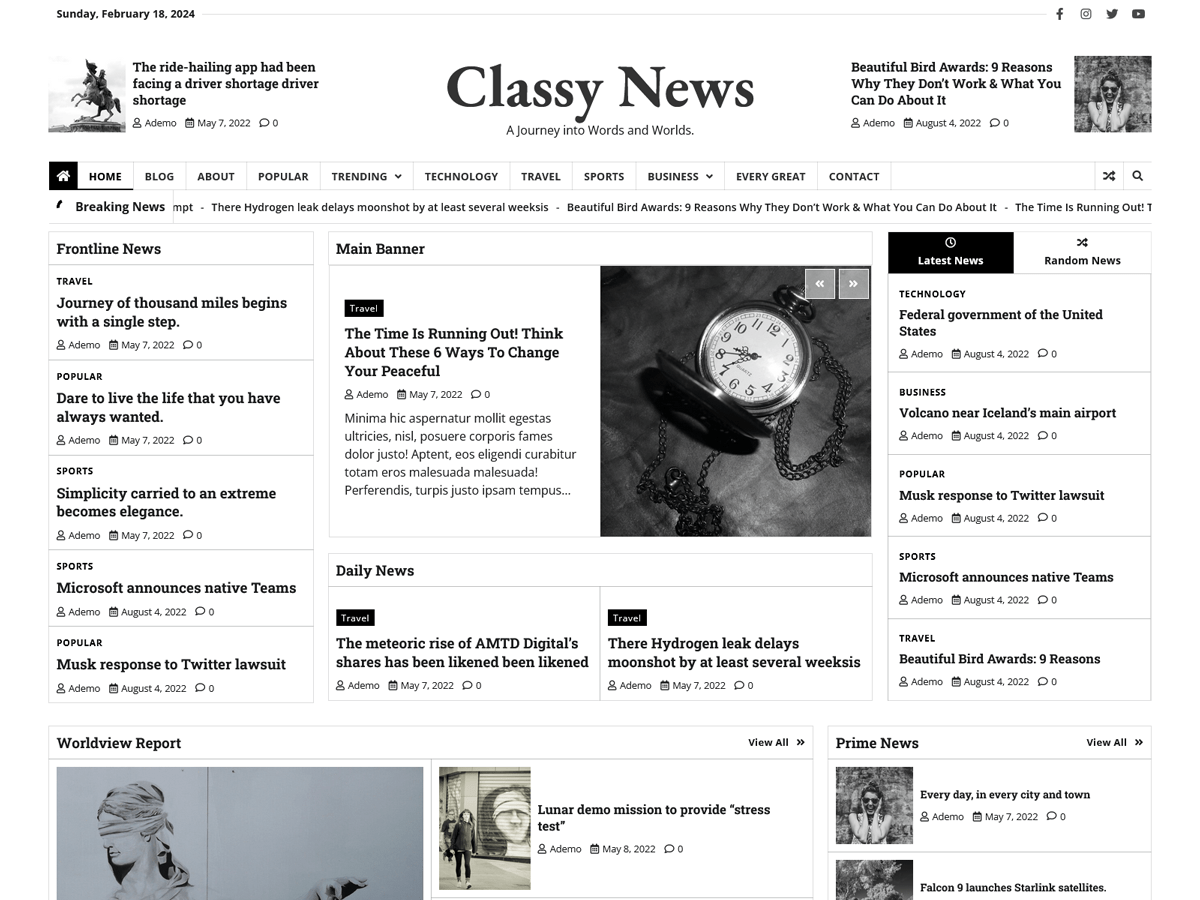 Sunday, February 18, 2024
The ride-hailing app had been
facing a driver shortage driver
shortage
Ademo May 7, 2022 0
Classy News
A Journey into Words and Worlds.
Beautiful Bird Awards: 9 Reasons
Why They Don't Work & What You
Can Do About It
Ademo August 4, 2022 0
HOME BLOG ABOUT POPULAR TRENDING TECHNOLOGY TRAVEL SPORTS BUSINESS EVERY GREAT CONTACT
Breaking News mpt - There Hydrogen leak delays moonshot by at least several weeksis - Beautiful Bird Awards: 9 Reasons Why They Don't Work & What You Can Do About It - The Time Is Running Out! T
Frontline News
TRAVEL
Journey of thousand miles begins
with a single step.
Ademo May 7, 2022 0
POPULAR
Dare to live the life that you have
always wanted.
Ademo May 7, 2022 0
SPORTS
Simplicity carried to an extreme
becomes elegance.
Ademo May 7, 2022 0
SPORTS
Microsoft announces native Teams
Ademo August 4, 2022 0
POPULAR
Musk response to Twitter lawsuit
Ademo August 4, 2022 0
Main Banner
Travel
The Time Is Running Out! Think
About These 6 Ways To Change
Your Peaceful
Ademo May 7, 2022 0
Minima hic aspernatur mollit egestas
ultricies, nisl, posuere corporis fames
dolor justo! Aptent, eos eligendi curabitur
totam eros malesuada malesuada!
Perferendis, turpis justo ipsam tempus…
« »
12 1 2 3 4 5 6 7 8 9 10 11
QUARTZ
Daily News
Travel
The meteoric rise of AMTD Digital's
shares has been likened been likened
Ademo May 7, 2022 0
Travel
There Hydrogen leak delays
moonshot by at least several weeksis
Ademo May 7, 2022 0
Latest News
Random News
TECHNOLOGY
Federal government of the United
States
Ademo August 4, 2022 0
BUSINESS
Volcano near Iceland's main airport
Ademo August 4, 2022 0
POPULAR
Musk response to Twitter lawsuit
Ademo August 4, 2022 0
SPORTS
Microsoft announces native Teams
Ademo August 4, 2022 0
TRAVEL
Beautiful Bird Awards: 9 Reasons
Ademo August 4, 2022 0
Worldview Report View All »
Lunar demo mission to provide “stress
test”
Ademo May 8, 2022 0
Prime News View All »
Every day, in every city and town
Ademo May 7, 2022 0
Falcon 9 launches Starlink satellites.